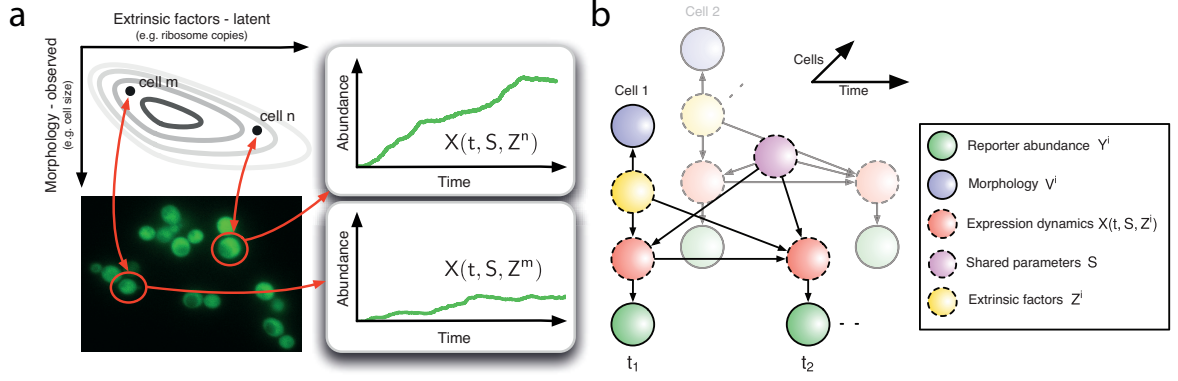 a
Extrinsic factors - latent
(e.g. ribosome copies)
Morphology - observed
(e.g. cell size)
cell m
cell n
Abundance
X(t, S, Zⁿ)
Time
Abundance
X(t, S, Zᵐ)
Time
b
Cell 2
Cell 1
Cells
Time
t₁
t₂
Reporter abundance Yⁱ
Morphology Vⁱ
Expression dynamics X(t, S, Zⁱ)
Shared parameters S
Extrinsic factors Zⁱ